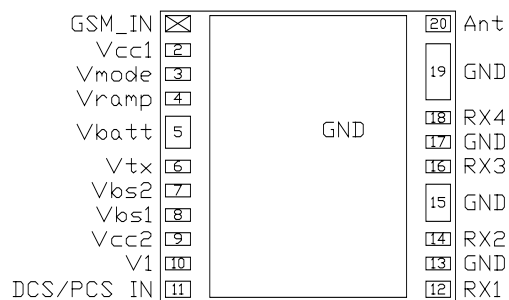 GSM_IN 20 Ant
Vcc1 2
19 GND
Vmode 3
Vramp 4
18 RX4
Vbatt 5 GND
17 GND
Vtx 6 16 RX3
Vbs2 7
15 GND
Vbs1 8
Vcc2 9 14 RX2
V1 10 13 GND
DCS/PCS IN 11 12 RX1